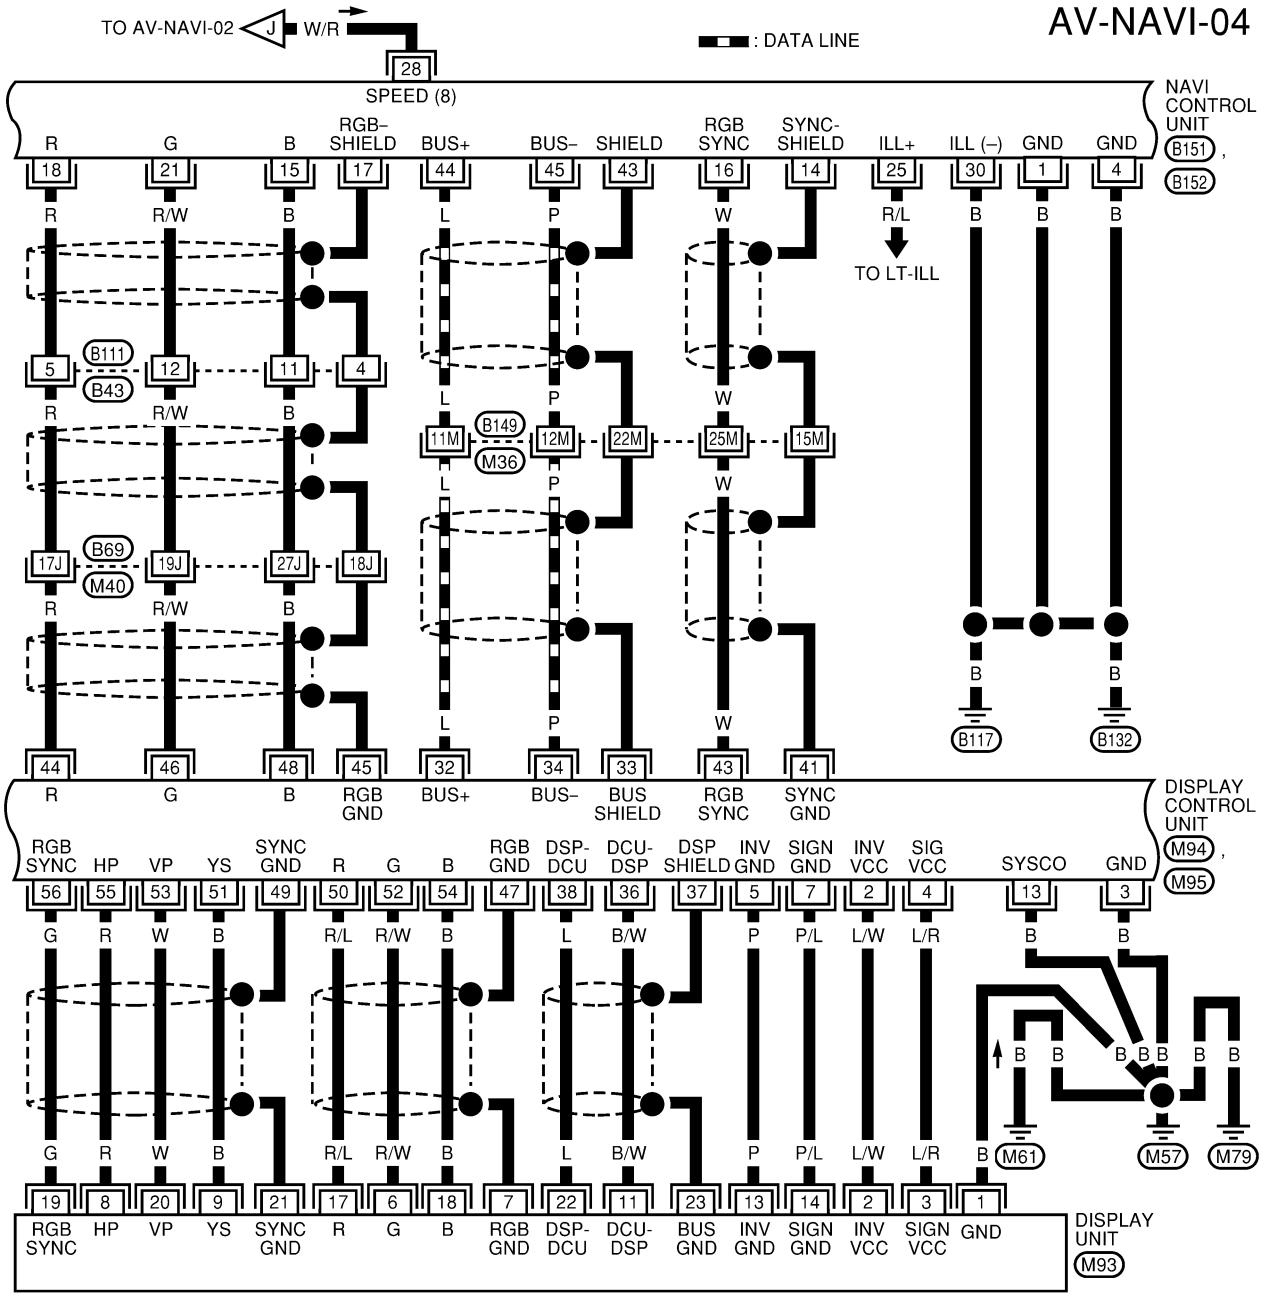 AV-NAVI-04
TO AV-NAVI-02 J W/R
: DATA LINE
28
SPEED (8)
NAVI
CONTROL
UNIT
B151 ,
B152
RGB– RGB SYNC-
R G B SHIELD BUS+ BUS– SHIELD SYNC SHIELD ILL+ ILL (–) GND GND
18 21 15 17 44 45 43 16 14 25 30 1 4
R R/W B L P W R/L B B B
TO LT-ILL
B111
5 12 11 4
B43
R R/W B L P W
B149
11M 12M 22M 25M 15M
M36
L P W
B69
17J 19J 27J 18J
M40
R R/W B
B B
L P W
B117 B132
44 46 48 45 32 34 33 43 41
R G B RGB BUS+ BUS– BUS RGB SYNC
GND SHIELD SYNC GND
DISPLAY
CONTROL
UNIT
M94 ,
M95
RGB SYNC RGB DSP- DCU- DSP INV SIGN INV SIG
SYNC HP VP YS GND R G B GND DCU DSP SHIELD GND GND VCC VCC SYSCO GND
56 55 53 51 49 50 52 54 47 38 36 37 5 7 2 4 13 3
G R W B R/L R/W B L B/W P P/L L/W L/R B B
B B B B B B B
G R W B R/L R/W B L B/W P P/L L/W L/R B
M61 M57 M79
19 8 20 9 21 17 6 18 7 22 11 23 13 14 2 3 1
RGB HP VP YS SYNC R G B RGB DSP- DCU- BUS INV SIGN INV SIGN GND
SYNC GND GND DCU DSP GND GND GND VCC VCC
DISPLAY
UNIT
M93